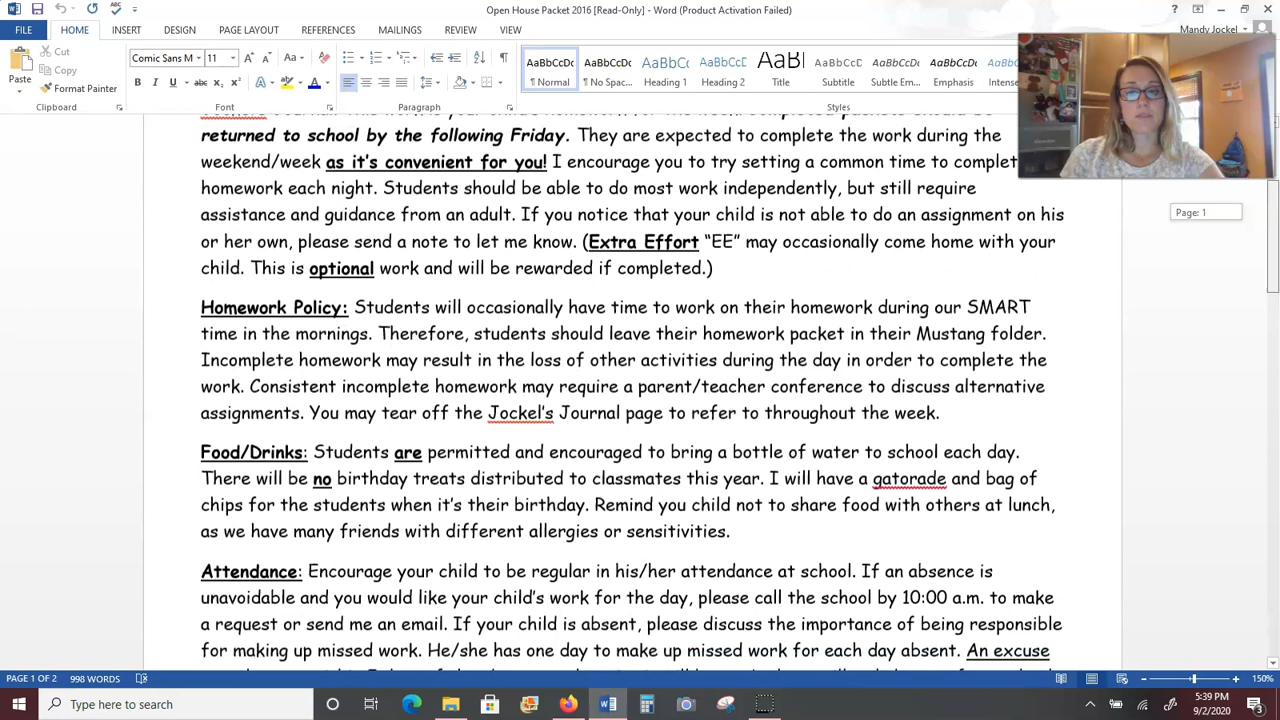 Open House Packet 2016 [Read-Only] - Word (Product Activation Failed)
FILE HOME INSERT DESIGN PAGE LAYOUT REFERENCES MAILINGS REVIEW VIEW
Mandy Jockel
Paste
Cut
Copy
Format Painter
Clipboard
Comic Sans M 11
Font
Paragraph
AaBbCcDc AaBbCcDc AaBbC AaBbCc AaBl AaBbCcD AaBbCcDc AaBbCcDc AaBbCcDc
¶ Normal ¶ No Spac... Heading 1 Heading 2 Title Subtitle Subtle Em... Emphasis Intense
Styles
Page: 1
returned to school by the following Friday. They are expected to complete the work during the
weekend/week as it's convenient for you! I encourage you to try setting a common time to complet
homework each night. Students should be able to do most work independently, but still require
assistance and guidance from an adult. If you notice that your child is not able to do an assignment on his
or her own, please send a note to let me know. (Extra Effort “EE” may occasionally come home with your
child. This is optional work and will be rewarded if completed.)
Homework Policy: Students will occasionally have time to work on their homework during our SMART
time in the mornings. Therefore, students should leave their homework packet in their Mustang folder.
Incomplete homework may result in the loss of other activities during the day in order to complete the
work. Consistent incomplete homework may require a parent/teacher conference to discuss alternative
assignments. You may tear off the Jockel's Journal page to refer to throughout the week.
Food/Drinks: Students are permitted and encouraged to bring a bottle of water to school each day.
There will be no birthday treats distributed to classmates this year. I will have a gatorade and bag of
chips for the students when it's their birthday. Remind you child not to share food with others at lunch,
as we have many friends with different allergies or sensitivities.
Attendance: Encourage your child to be regular in his/her attendance at school. If an absence is
unavoidable and you would like your child's work for the day, please call the school by 10:00 a.m. to make
a request or send me an email. If your child is absent, please discuss the importance of being responsible
for making up missed work. He/she has one day to make up missed work for each day absent. An excuse
PAGE 1 OF 2 998 WORDS
150%
Type here to search
5:39 PM
9/2/2020